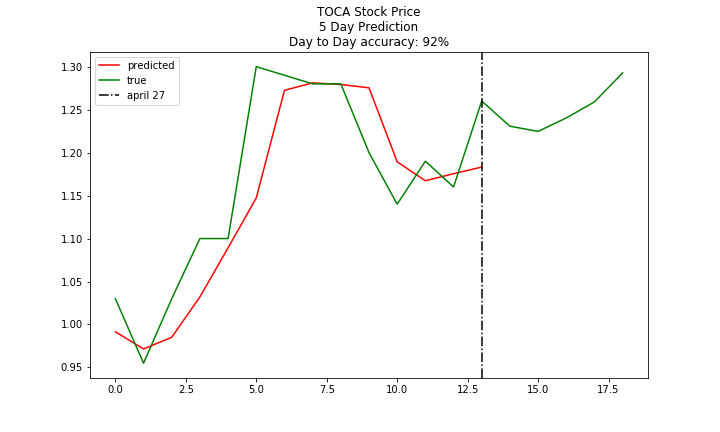 TOCA Stock Price
5 Day Prediction
Day to Day accuracy: 92%
predicted
true
april 27
1.30
1.25
1.20
1.15
1.10
1.05
1.00
0.95
0.0 2.5 5.0 7.5 10.0 12.5 15.0 17.5